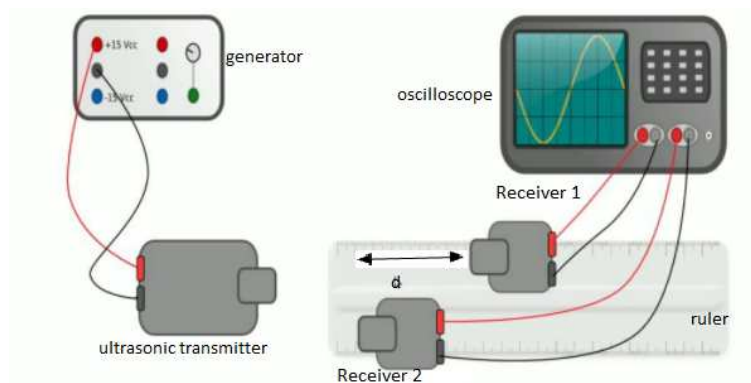 +15 Vcc
-15 Vcc
generator
oscilloscope
Receiver 1
d
ruler
ultrasonic transmitter
Receiver 2